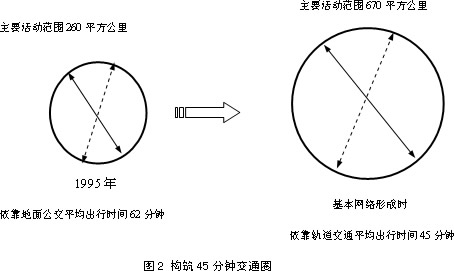 主要活动范围260平方公里
主要活动范围670平方公里
1995年
依靠地面公交平均出行时间62分钟
基本网络形成时
依靠轨道交通平均出行时间45分钟
图2 构筑45分钟交通圈